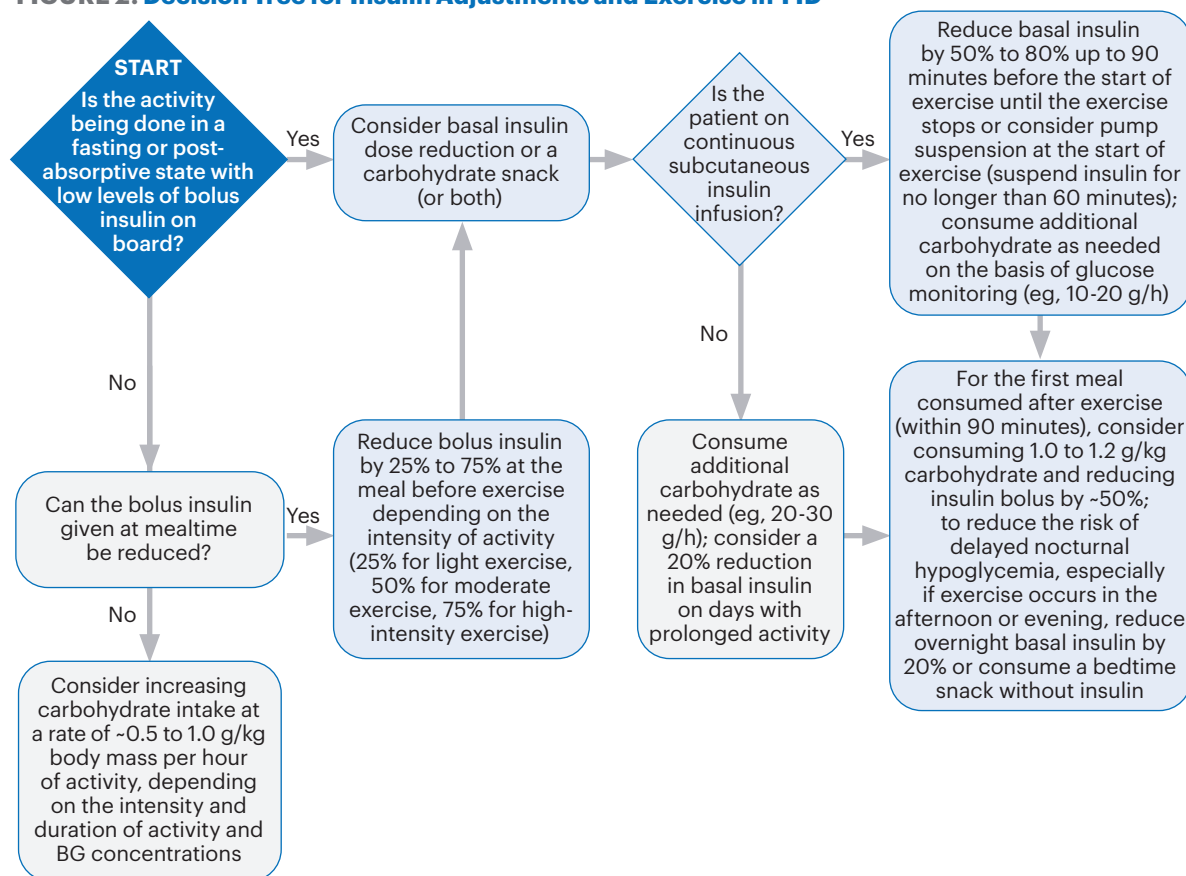 FIGURE 2. Decision Tree for Insulin Adjustments and Exercise in T1D
START
Is the activity
being done in a
fasting or post-
absorptive state with
low levels of bolus
insulin on
board?
Yes
Consider basal insulin
dose reduction or a
carbohydrate snack
(or both)
Is the
patient on
continuous
subcutaneous
insulin
infusion?
Yes
Reduce basal insulin
by 50% to 80% up to 90
minutes before the start of
exercise until the exercise
stops or consider pump
suspension at the start of
exercise (suspend insulin for
no longer than 60 minutes);
consume additional
carbohydrate as needed
on the basis of glucose
monitoring (eg, 10-20 g/h)
No
Can the bolus insulin
given at mealtime
be reduced?
Yes
Reduce bolus insulin
by 25% to 75% at the
meal before exercise
depending on the
intensity of activity
(25% for light exercise,
50% for moderate
exercise, 75% for high-
intensity exercise)
No
Consume
additional
carbohydrate as
needed (eg, 20-30
g/h); consider a
20% reduction
in basal insulin
on days with
prolonged activity
For the first meal
consumed after exercise
(within 90 minutes), consider
consuming 1.0 to 1.2 g/kg
carbohydrate and reducing
insulin bolus by ~50%;
to reduce the risk of
delayed nocturnal
hypoglycemia, especially
if exercise occurs in the
afternoon or evening, reduce
overnight basal insulin by
20% or consume a bedtime
snack without insulin
No
Consider increasing
carbohydrate intake at
a rate of ~0.5 to 1.0 g/kg
body mass per hour
of activity, depending
on the intensity and
duration of activity and
BG concentrations